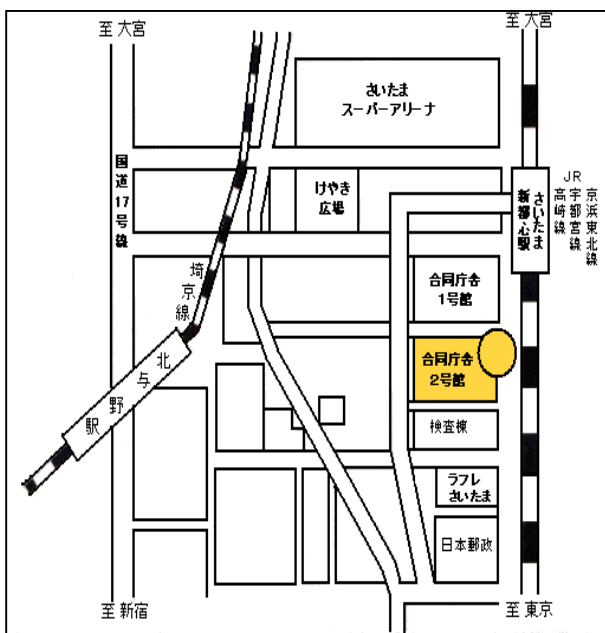 至大宮
至大宮
さいたま
スーパーアリーナ
国道17号線
けやき
広場
さいたま
新都心駅
JR
京浜東北線
宇都宮線
高崎線
埼京線
合同庁舎
1号館
合同庁舎
2号館
北与野駅
検査棟
ラフレ
さいたま
日本郵政
至新宿
至東京